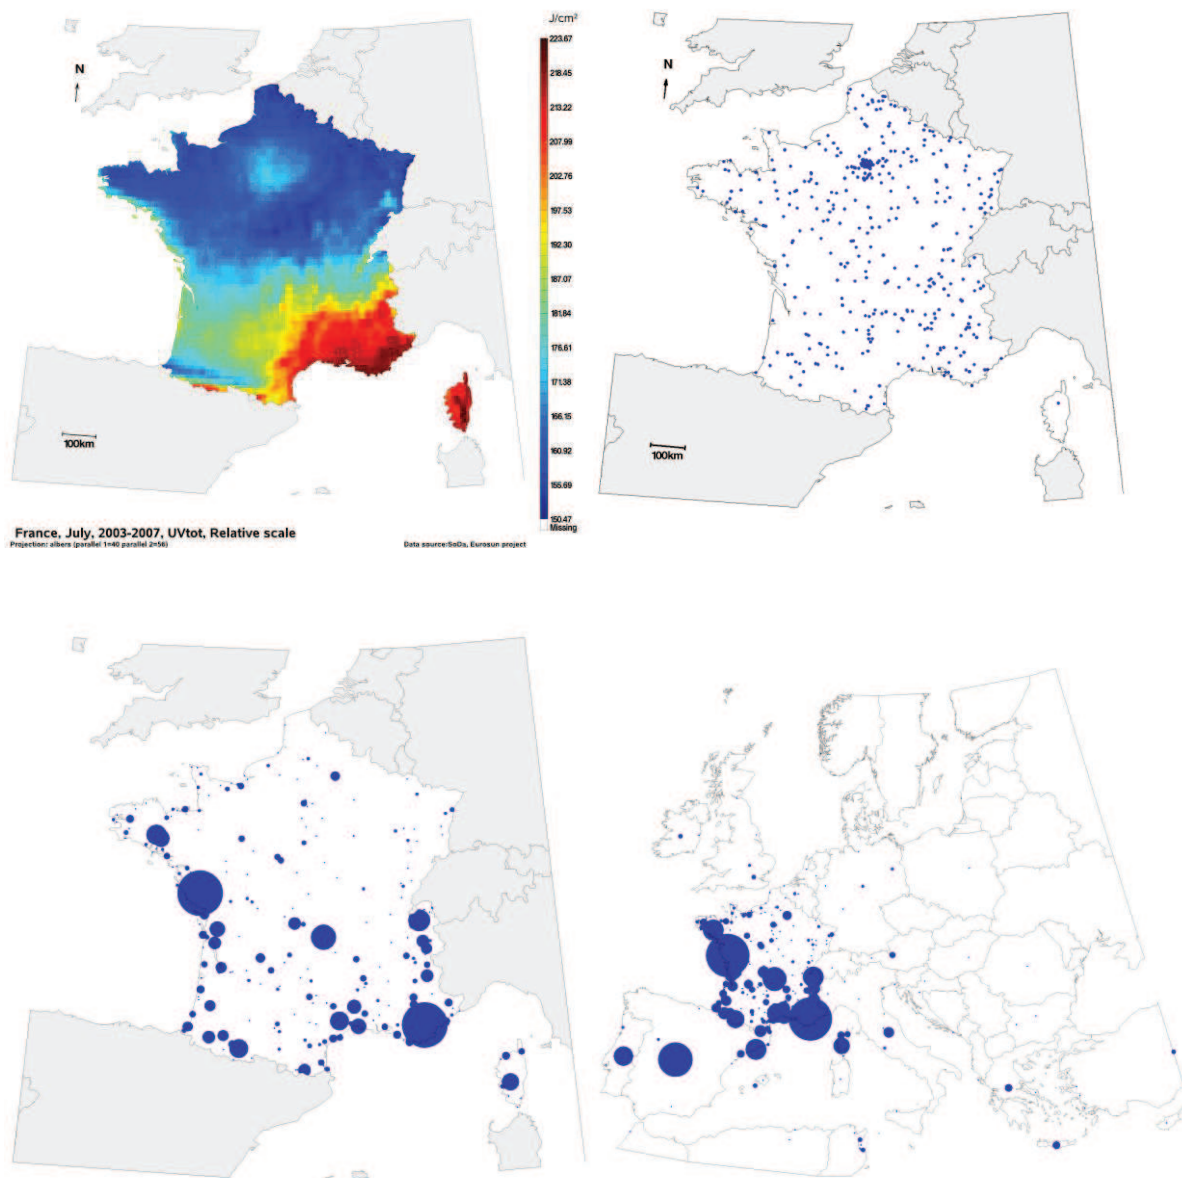 J/cm²
223.67
218.45
213.22
207.99
202.76
197.53
192.30
187.07
181.84
176.61
171.38
166.15
160.92
155.69
150.47
Missing
N
100km
France, July, 2003-2007, UVtot, Relative scale
Projection: albers (parallel 1=40 parallel 2=56)
Data source:SoDa, Eurosun project
N
100km